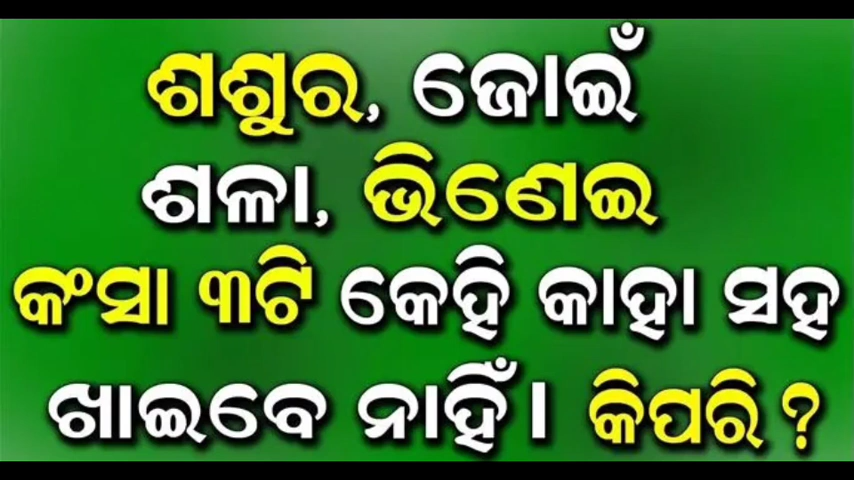 ଶଶୁର, ଜୋଇଁ
ଶଳା, ଭିଣେଇ
କଂସା ୩ଟି କେହି କାହା ସହ
ଖାଇବେ ନାହିଁ। କିପରି ?